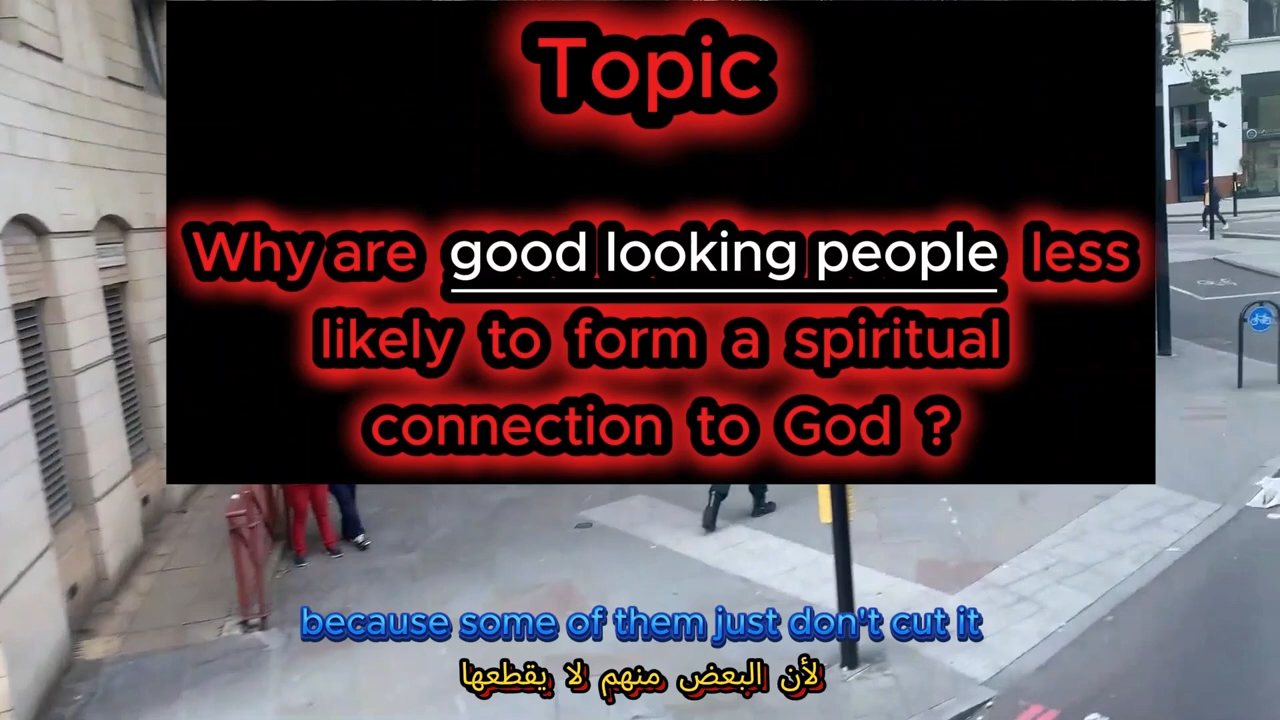 Topic
Why are good looking people less
likely to form a spiritual
connection to God ?
because some of them just don't cut it
لأن البعض منهم لا يقطعها